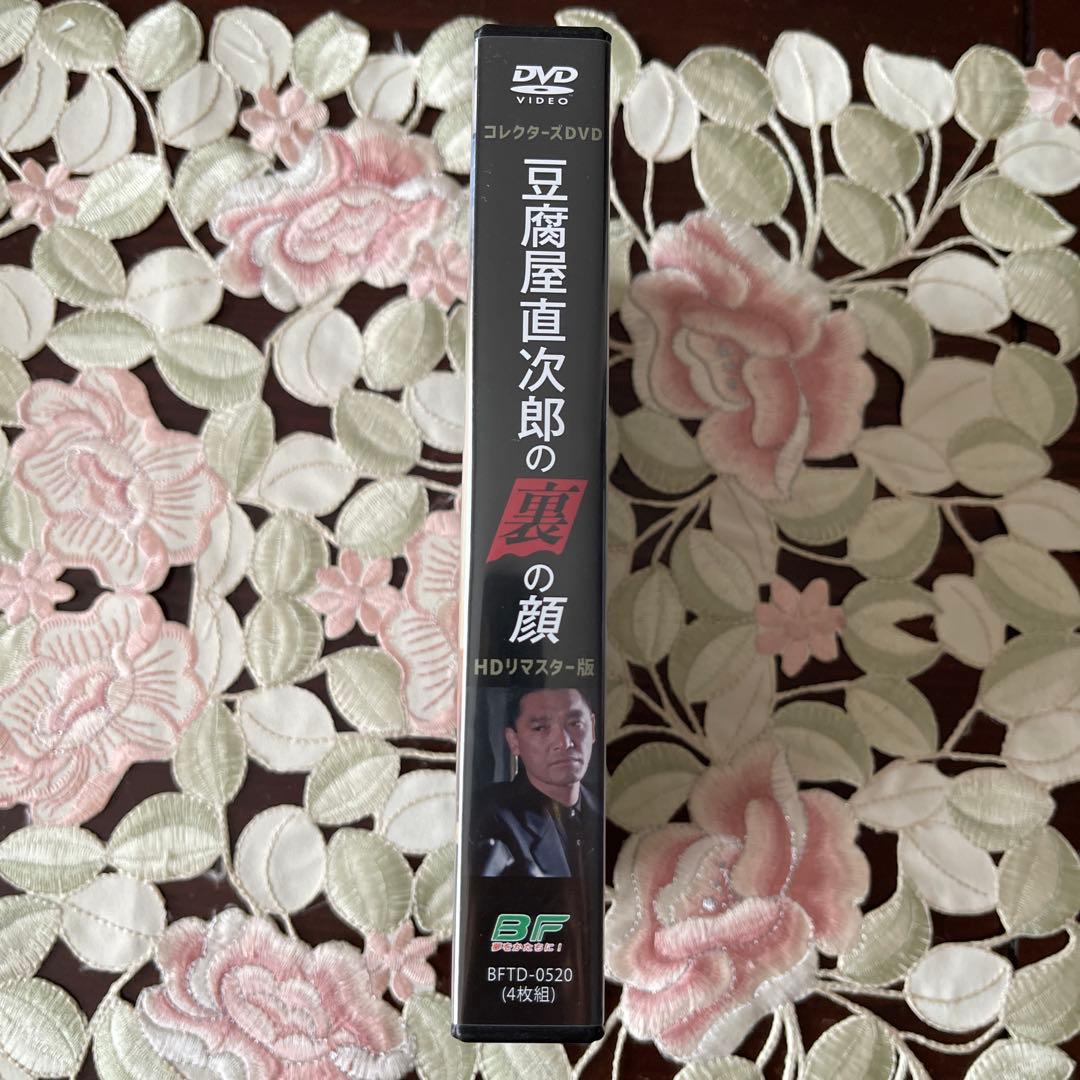 DVD
VIDEO
コレクターズDVD
豆腐屋直次郎の裏の顔
HDリマスター版
BF
夢をかたちに!
BFTD-0520
(4枚組)